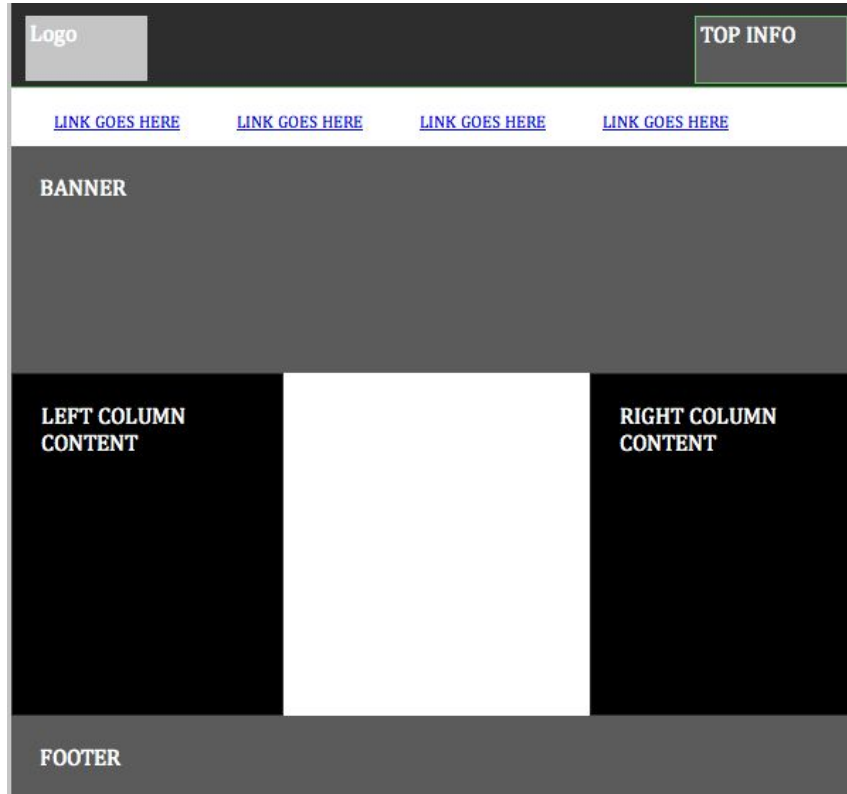 Logo
TOP INFO
LINK GOES HERE
LINK GOES HERE
LINK GOES HERE
LINK GOES HERE
BANNER
LEFT COLUMN
CONTENT
RIGHT COLUMN
CONTENT
FOOTER